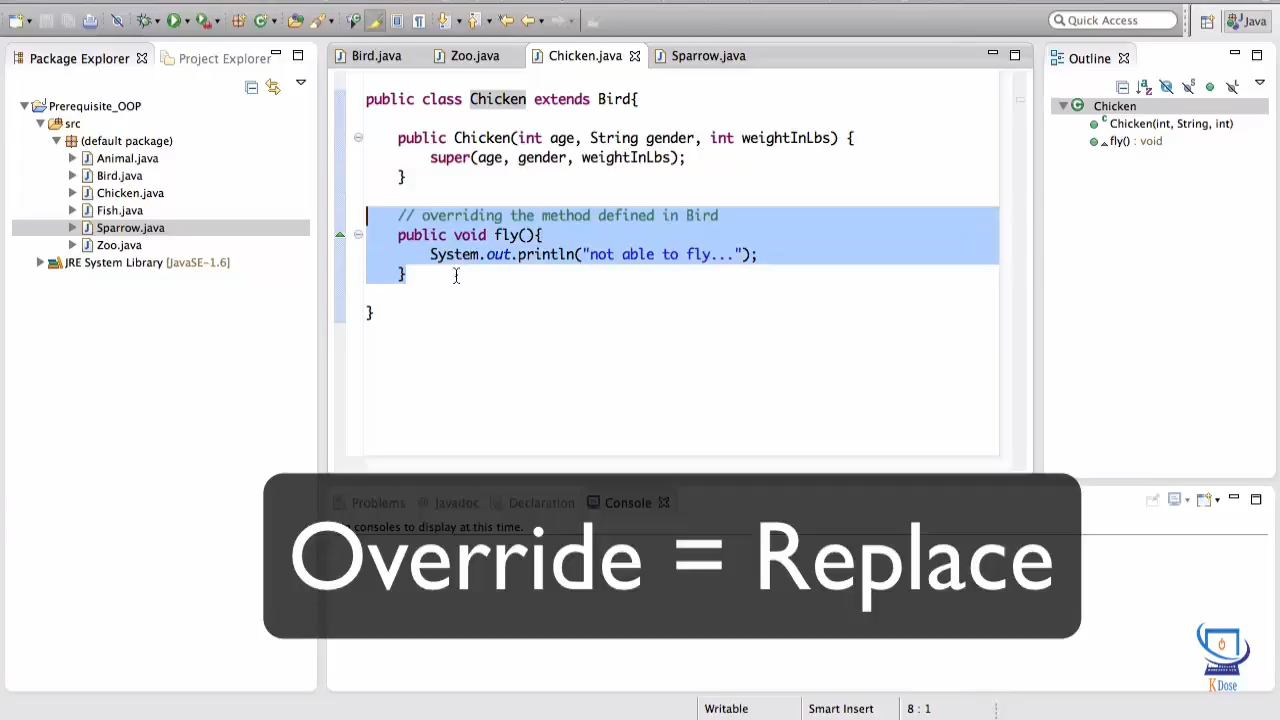 Quick Access
Java
Package Explorer
Project Explorer
Prerequisite_OOP
src
(default package)
Animal.java
Bird.java
Chicken.java
Fish.java
Sparrow.java
Zoo.java
JRE System Library [JavaSE-1.6]
Bird.java
Zoo.java
Chicken.java
Sparrow.java
public class Chicken extends Bird{
public Chicken(int age, String gender, int weightInLbs) {
super(age, gender, weightInLbs);
}
// overriding the method defined in Bird
public void fly(){
System.out.println("not able to fly...");
}
}
Outline
Chicken
Chicken(int, String, int)
fly() : void
Problems
@ Javadoc
Declaration
Console
consoles to display at this time.
Override = Replace
K Dose
Writable
Smart Insert
8 : 1